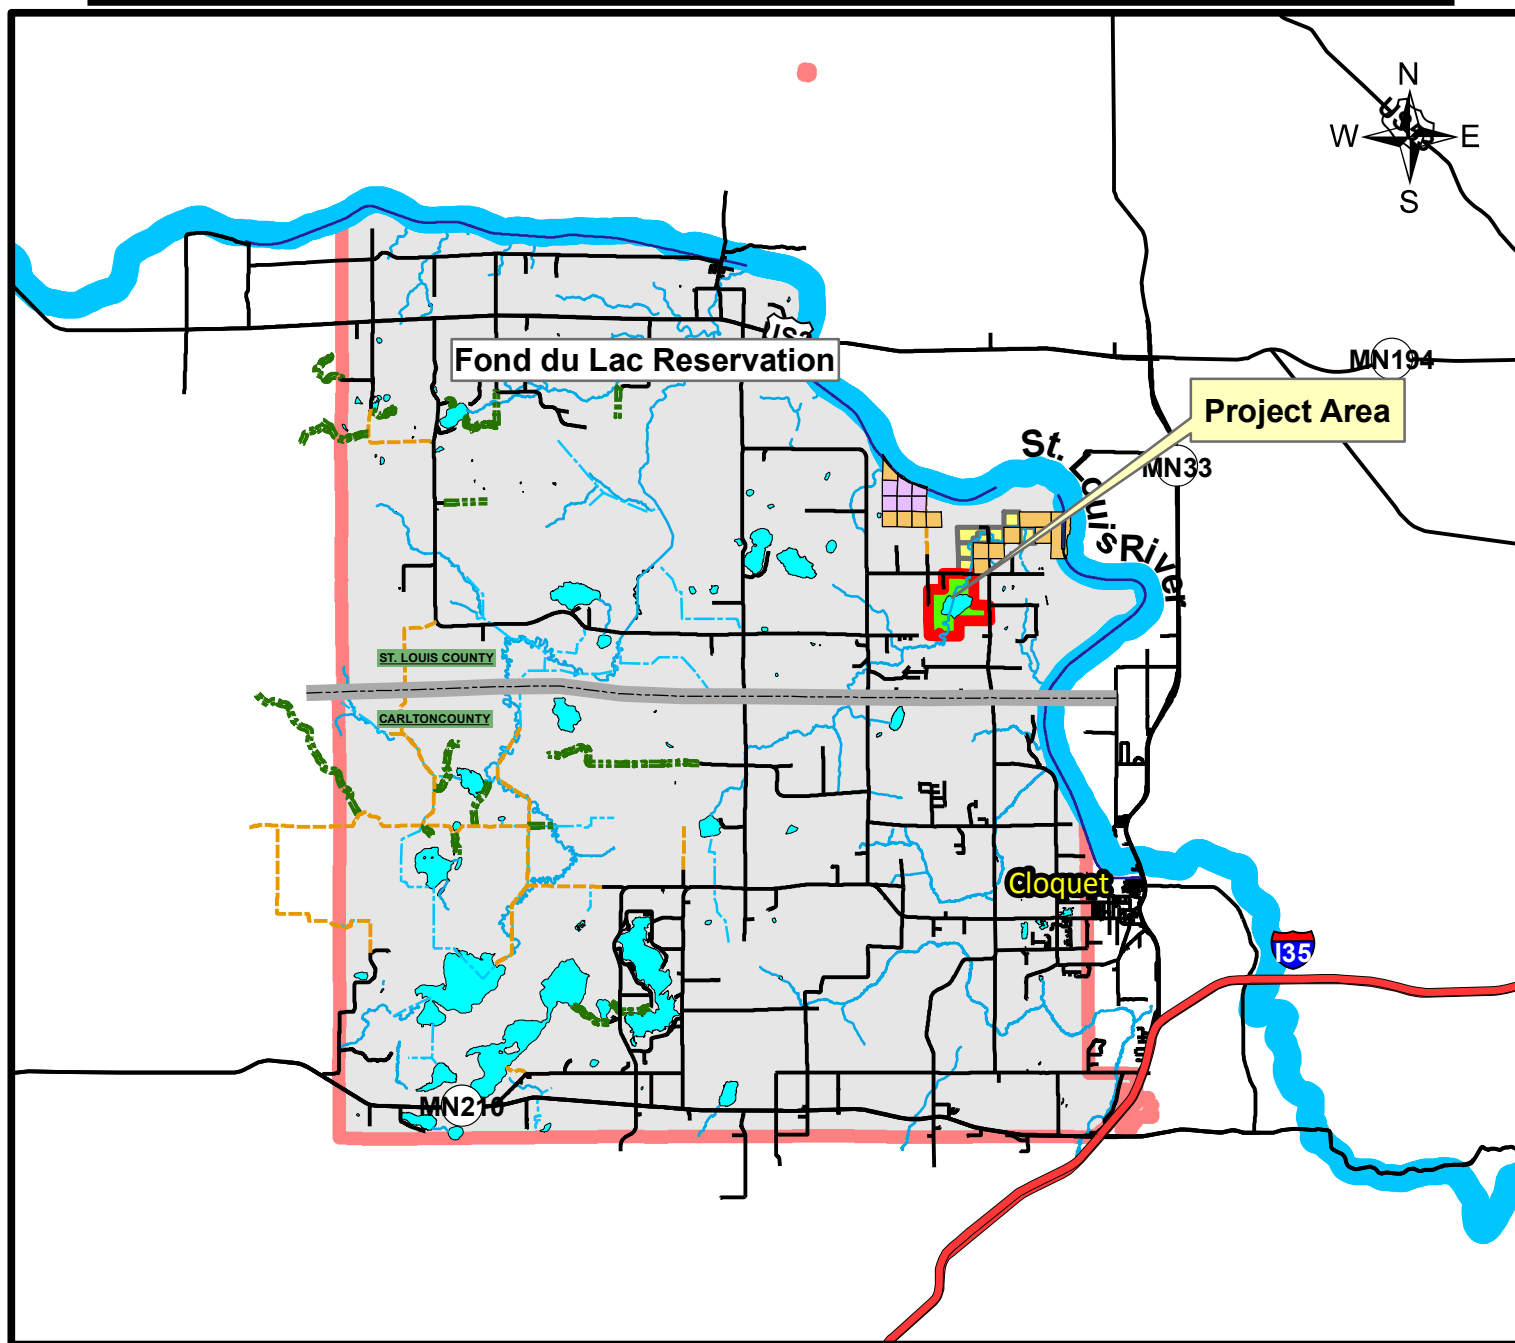 N
W
E
S
Fond du Lac Reservation
MN194
Project Area
St. Louis River
MN33
ST. LOUIS COUNTY
CARLTONCOUNTY
Cloquet
I35
MN210